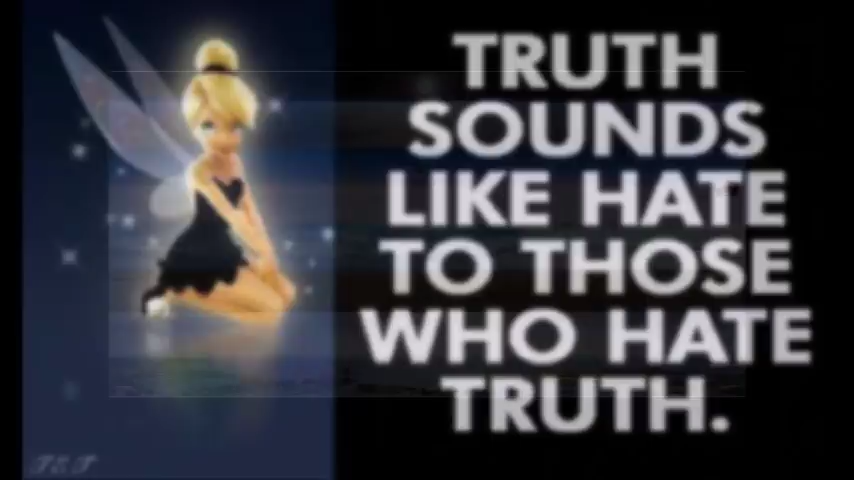 TRUTH
SOUNDS
LIKE HATE
TO THOSE
WHO HATE
TRUTH.